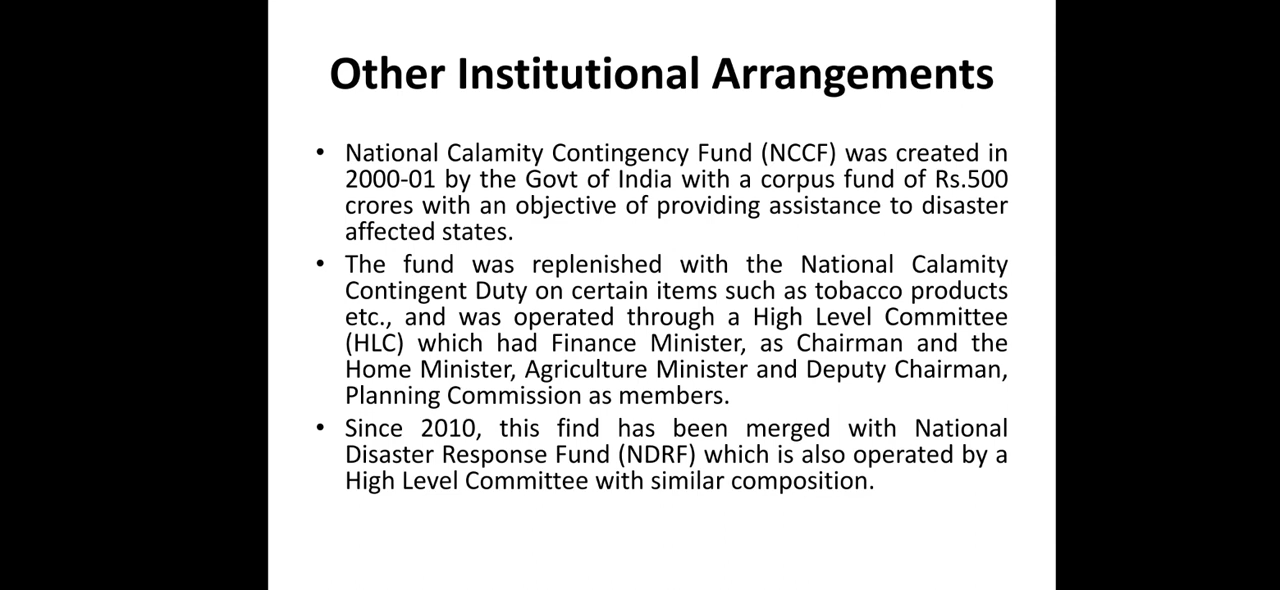 Other Institutional Arrangements
• National Calamity Contingency Fund (NCCF) was created in
2000-01 by the Govt of India with a corpus fund of Rs.500
crores with an objective of providing assistance to disaster
affected states.
• The fund was replenished with the National Calamity
Contingent Duty on certain items such as tobacco products
etc., and was operated through a High Level Committee
(HLC) which had Finance Minister, as Chairman and the
Home Minister, Agriculture Minister and Deputy Chairman,
Planning Commission as members.
• Since 2010, this find has been merged with National
Disaster Response Fund (NDRF) which is also operated by a
High Level Committee with similar composition.